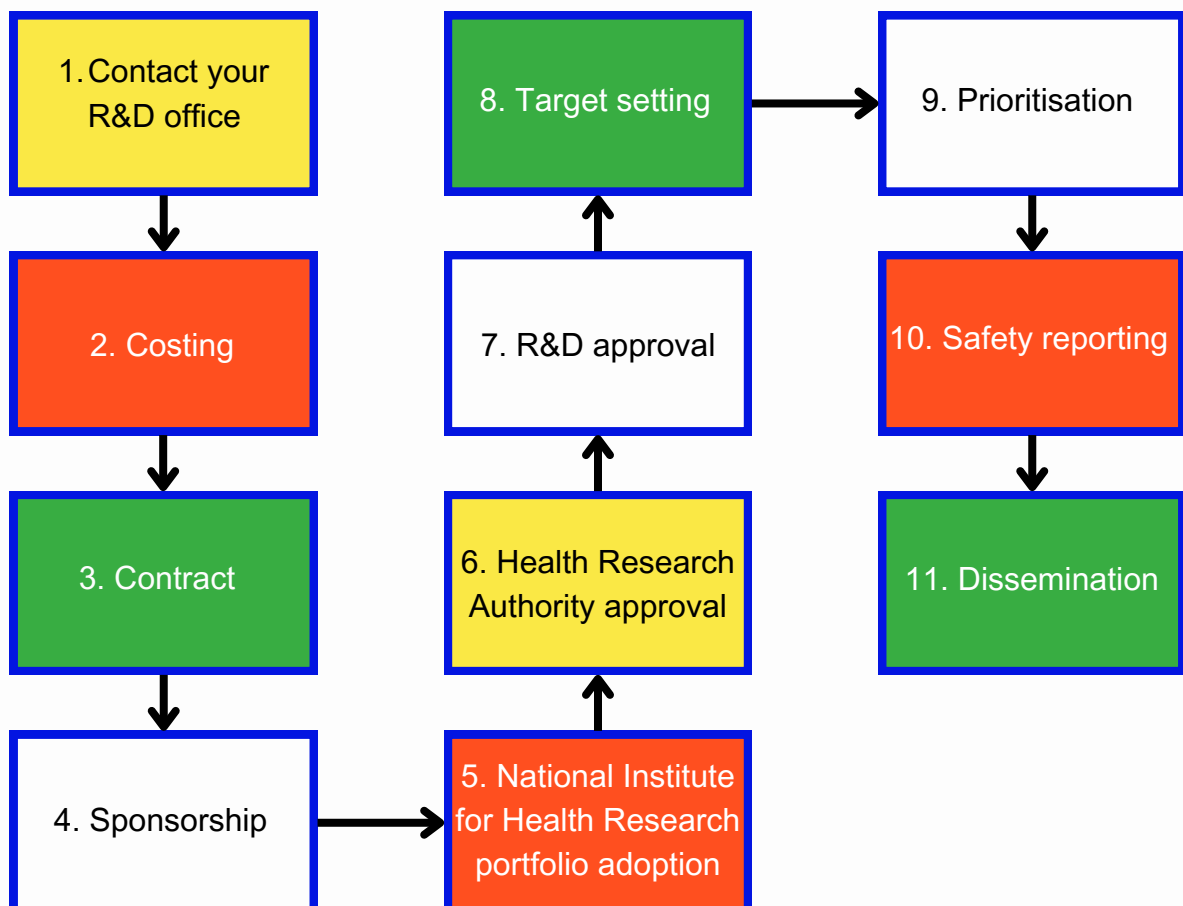 1. Contact your
R&D office
2. Costing
3. Contract
4. Sponsorship
5. National Institute
for Health Research
portfolio adoption
6. Health Research
Authority approval
7. R&D approval
8. Target setting
9. Prioritisation
10. Safety reporting
11. Dissemination